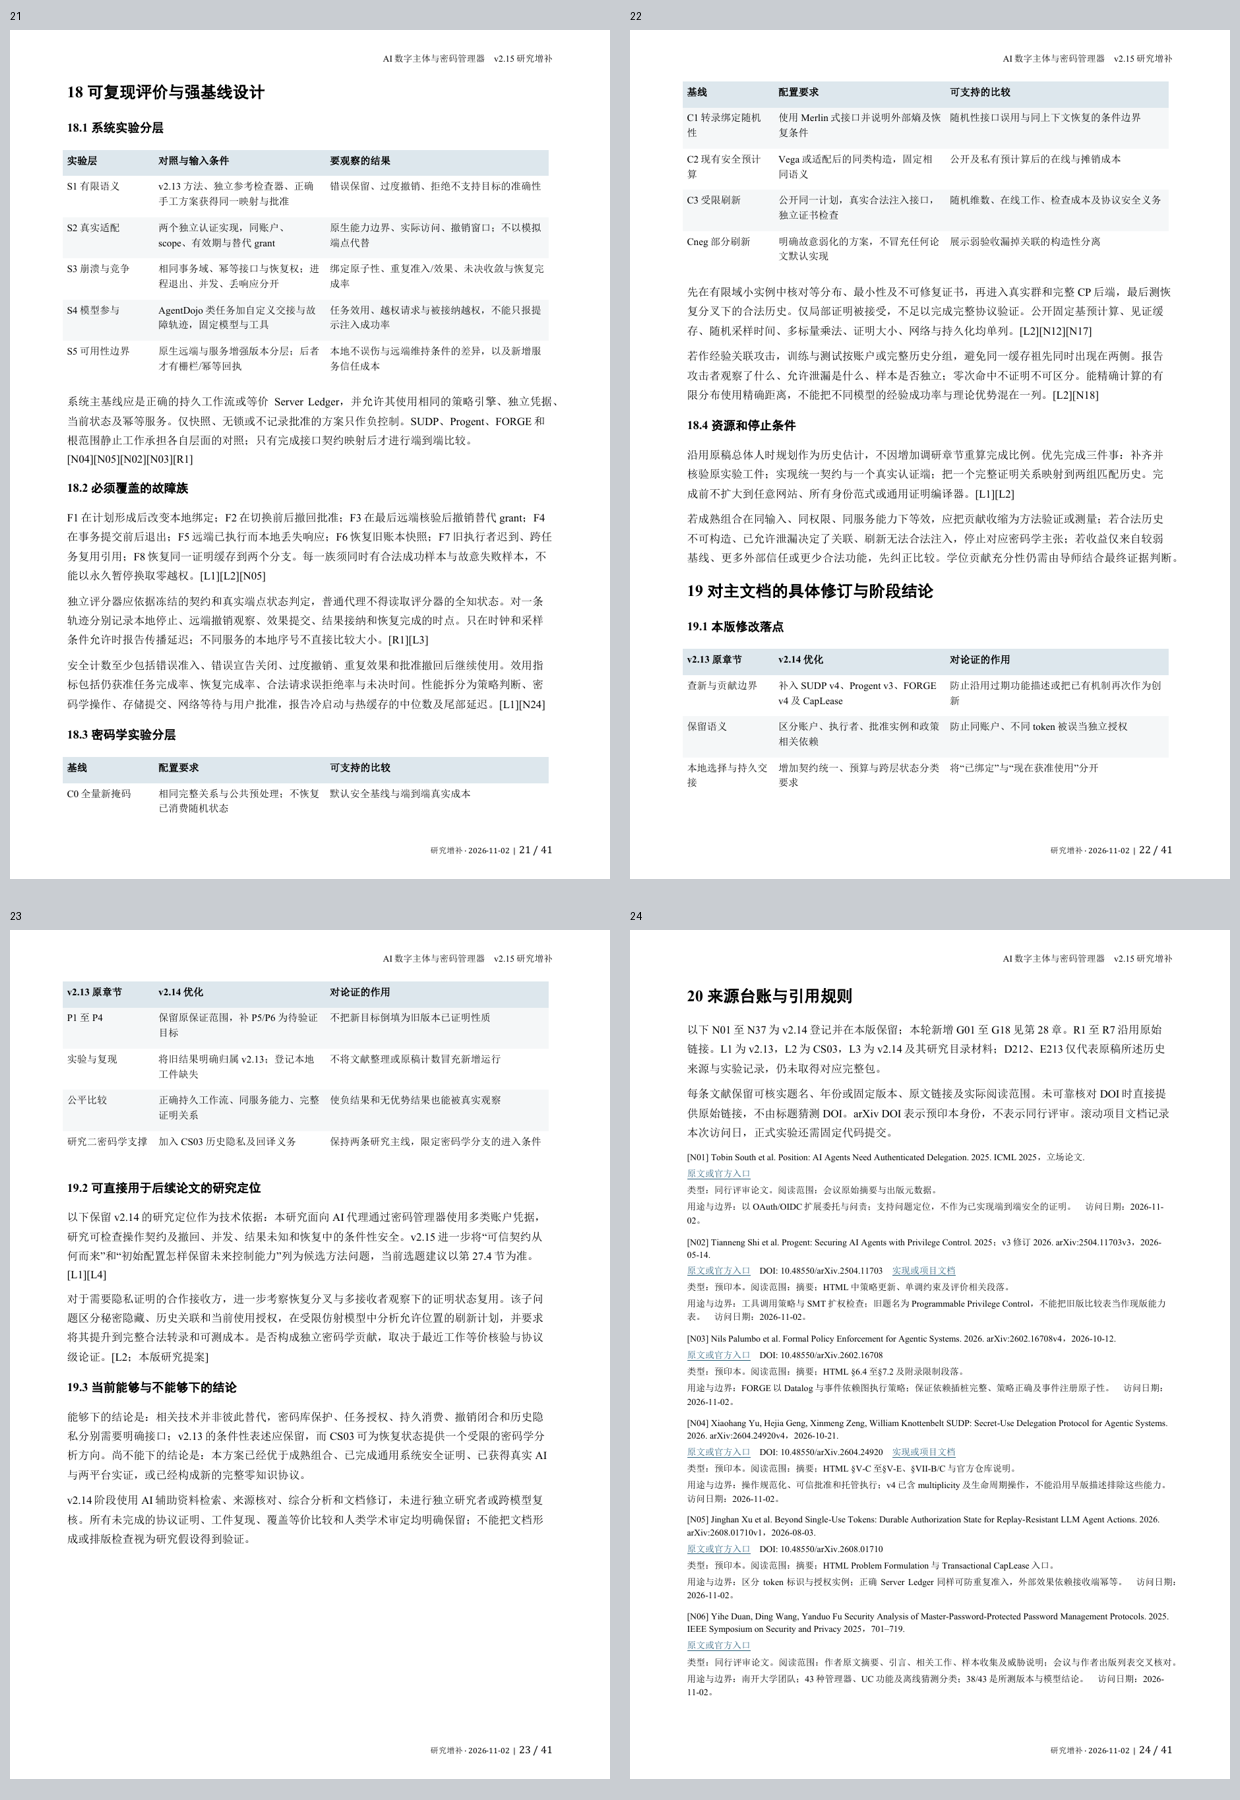 21
AI 数字主体与密码管理器 v2.15 研究增补
18 可复现评价与强基线设计
18.1 系统实验分层
实验层 对照与输入条件 要观察的结果
S1 有限语义 v2.13 方法、独立参考检查器、正确 错误保留、过度撤销、拒绝不支持目标的准确性
手工方案获得同一映射与批准
S2 真实适配 两个独立认证实现，同账户、 原生能力边界、实际访问、撤销窗口；不以模拟
scope、有效期与替代 grant 端点代替
S3 崩溃与竞争 相同事务域、幂等接口与恢复权；进 绑定原子性、重复准入/效果、未决收敛与恢复完
程退出、并发、丢响应分开 成率
S4 模型参与 AgentDojo 类任务加自定义交接与故 任务效用、越权请求与被接纳越权，不能只报提
障轨迹，固定模型与工具 示注入成功率
S5 可用性边界 原生远端与服务增强版本分层；后者 本地不误伤与远端维持条件的差异，以及新增服
才有栅栏/幂等回执 务信任成本
系统主基线应是正确的持久工作流或等价 Server Ledger，并允许其使用相同的策略引擎、独立凭据、
当前状态及幂等服务。仅快照、无锁或不记录批准的方案只作负控制。SUDP、Progent、FORGE 和
根范围静止工作承担各自层面的对照；只有完成接口契约映射后才进行端到端比较。
[N04][N05][N02][N03][R1]
18.2 必须覆盖的故障族
F1 在计划形成后改变本地绑定；F2 在切换前后撤回批准；F3 在最后远端核验后撤销替代 grant；F4
在事务提交前后退出；F5 远端已执行而本地丢失响应；F6 恢复旧账本快照；F7 旧执行者迟到、跨任
务复用引用；F8 恢复同一证明缓存到两个分支。每一族须同时有合法成功样本与故意失败样本，不
能以永久暂停换取零越权。[L1][L2][N05]
独立评分器应依据冻结的契约和真实端点状态判定，普通代理不得读取评分器的全知状态。对一条
轨迹分别记录本地停止、远端撤销观察、效果提交、结果接纳和恢复完成的时点。只在时钟和采样
条件允许时报告传播延迟；不同服务的本地序号不直接比较大小。[R1][L3]
安全计数至少包括错误准入、错误宣告关闭、过度撤销、重复效果和批准撤回后继续使用。效用指
标包括仍获准任务完成率、恢复完成率、合法请求误拒绝率与未决时间。性能拆分为策略判断、密
码学操作、存储提交、网络等待与用户批准，报告冷启动与热缓存的中位数及尾部延迟。[L1][N24]
18.3 密码学实验分层
基线 配置要求 可支持的比较
C0 全量新掩码 相同完整关系与公共预处理；不恢复 默认安全基线与端到端真实成本
已消费随机状态
研究增补 · 2026-11-02 | 21 / 41
22
AI 数字主体与密码管理器 v2.15 研究增补
基线 配置要求 可支持的比较
C1 转录绑定随机 使用 Merlin 式接口并说明外部熵及恢 随机性接口误用与同上下文恢复的条件边界
性 复条件
C2 现有安全预计 Vega 或适配后的同类构造，固定相 公开及私有预计算后的在线与摊销成本
算 同语义
C3 受限刷新 公开同一计划，真实合法注入接口， 随机维数、在线工作、检查成本及协议安全义务
独立证书检查
Cneg 部分刷新 明确故意弱化的方案，不冒充任何论 展示弱验收漏掉关联的构造性分离
文默认实现
先在有限域小实例中核对等分布、最小性及不可修复证书，再进入真实群和完整 CP 后端，最后测恢
复分叉下的合法历史。仅局部证明被接受，不足以完成完整协议验证。公开固定基预计算、见证缓
存、随机采样时间、多标量乘法、证明大小、网络与持久化均单列。[L2][N12][N17]
若作经验关联攻击，训练与测试按账户或完整历史分组，避免同一缓存祖先同时出现在两侧。报告
攻击者观察了什么、允许泄漏是什么、样本是否独立；零次命中不证明不可区分。能精确计算的有
限分布使用精确距离，不能把不同模型的经验成功率与理论优势混在一列。[L2][N18]
18.4 资源和停止条件
沿用原稿总体人时规划作为历史估计，不因增加调研章节重算完成比例。优先完成三件事：补齐并
核验原实验工件；实现统一契约与一个真实认证端；把一个完整证明关系映射到两组匹配历史。完
成前不扩大到任意网站、所有身份范式或通用证明编译器。[L1][L2]
若成熟组合在同输入、同权限、同服务能力下等效，应把贡献收缩为方法验证或测量；若合法历史
不可构造、已允许泄漏决定了关联、刷新无法合法注入，停止对应密码学主张；若收益仅来自较弱
基线、更多外部信任或更少合法功能，先纠正比较。学位贡献充分性仍需由导师结合最终证据判断。
19 对主文档的具体修订与阶段结论
19.1 本版修改落点
v2.13 原章节 v2.14 优化 对论证的作用
查新与贡献边界 补入 SUDP v4、Progent v3、FORGE 防止沿用过期功能描述或把已有机制再次作为创
v4 及 CapLease 新
保留语义 区分账户、执行者、批准实例和政策 防止同账户、不同 token 被误当独立授权
相关依赖
本地选择与持久交 增加契约统一、预算与跨层状态分类 将“已绑定”与“现在获准使用”分开
接 要求
研究增补 · 2026-11-02 | 22 / 41
23
AI 数字主体与密码管理器 v2.15 研究增补
v2.13 原章节 v2.14 优化 对论证的作用
P1 至 P4 保留原保证范围，补 P5/P6 为待验证 不把新目标倒填为旧版本已证明性质
目标
实验与复现 将旧结果明确归属 v2.13；登记本地 不将文献整理或原稿计数冒充新增运行
工件缺失
公平比较 正确持久工作流、同服务能力、完整 使负结果和无优势结果也能被真实观察
证明关系
研究二密码学支撑 加入 CS03 历史隐私及回译义务 保持两条研究主线，限定密码学分支的进入条件
19.2 可直接用于后续论文的研究定位
以下保留 v2.14 的研究定位作为技术依据：本研究面向 AI 代理通过密码管理器使用多类账户凭据，
研究可检查操作契约及撤回、并发、结果未知和恢复中的条件性安全。v2.15 进一步将“可信契约从
何而来”和“初始配置怎样保留未来控制能力”列为候选方法问题，当前选题建议以第 27.4 节为准。
[L1][L4]
对于需要隐私证明的合作接收方，进一步考察恢复分叉与多接收者观察下的证明状态复用。该子问
题区分秘密隐藏、历史关联和当前使用授权，在受限仿射模型中分析允许位置的刷新计划，并要求
将其提升到完整合法转录和可测成本。是否构成独立密码学贡献，取决于最近工作等价核验与协议
级论证。[L2；本版研究提案]
19.3 当前能够与不能够下的结论
能够下的结论是：相关技术并非彼此替代，密码库保护、任务授权、持久消费、撤销闭合和历史隐
私分别需要明确接口；v2.13 的条件性表述应保留，而 CS03 可为恢复状态提供一个受限的密码学分
析方向。尚不能下的结论是：本方案已经优于成熟组合、已完成通用系统安全证明、已获得真实 AI
与两平台实证，或已经构成新的完整零知识协议。
v2.14 阶段使用 AI 辅助资料检索、来源核对、综合分析和文档修订，未进行独立研究者或跨模型复
核。所有未完成的协议证明、工件复现、覆盖等价比较和人类学术审定均明确保留；不能把文档形
成或排版检查视为研究假设得到验证。
研究增补 · 2026-11-02 | 23 / 41
24
AI 数字主体与密码管理器 v2.15 研究增补
20 来源台账与引用规则
以下 N01 至 N37 为 v2.14 登记并在本版保留；本轮新增 G01 至 G18 见第 28 章。R1 至 R7 沿用原始
链接。L1 为 v2.13，L2 为 CS03，L3 为 v2.14 及其研究目录材料；D212、E213 仅代表原稿所述历史
来源与实验记录，仍未取得对应完整包。
每条文献保留可核实题名、年份或固定版本、原文链接及实际阅读范围。未可靠核对 DOI 时直接提
供原始链接，不由标题猜测 DOI。arXiv DOI 表示预印本身份，不表示同行评审。滚动项目文档记录
本次访问日，正式实验还需固定代码提交。
[N01] Tobin South et al. Position: AI Agents Need Authenticated Delegation. 2025. ICML 2025，立场论文.
原文或官方入口
类型：同行评审论文。阅读范围：会议原始摘要与出版元数据。
用途与边界：以 OAuth/OIDC 扩展委托与问责；支持问题定位，不作为已实现端到端安全的证明。 访问日期：2026-11-
02。
[N02] Tianneng Shi et al. Progent: Securing AI Agents with Privilege Control. 2025；v3 修订 2026. arXiv:2504.11703v3，2026-
05-14.
原文或官方入口 DOI: 10.48550/arXiv.2504.11703 实现或项目文档
类型：预印本。阅读范围：摘要；HTML 中策略更新、单调约束及评价相关段落。
用途与边界：工具调用策略与 SMT 扩权检查；旧题名为 Programmable Privilege Control，不能把旧版比较表当作现版能力
表。 访问日期：2026-11-02。
[N03] Nils Palumbo et al. Formal Policy Enforcement for Agentic Systems. 2026. arXiv:2602.16708v4，2026-10-12.
原文或官方入口 DOI: 10.48550/arXiv.2602.16708
类型：预印本。阅读范围：HTML §6.4 至§7.2 及附录限制段落。
用途与边界：FORGE 以 Datalog 与事件依赖图执行策略；保证依赖插桩完整、策略正确及事件注册原子性。 访问日期：
2026-11-02。
[N04] Xiaohang Yu, Hejia Geng, Xinmeng Zeng, William Knottenbelt SUDP: Secret-Use Delegation Protocol for Agentic Systems.
2026. arXiv:2604.24920v4，2026-10-21.
原文或官方入口 DOI: 10.48550/arXiv.2604.24920 实现或项目文档
类型：预印本。阅读范围：摘要；HTML §V-C 至§V-E、§VII-B/C 与官方仓库说明。
用途与边界：操作规范化、可信批准和托管执行；v4 已含 multiplicity 及生命周期操作，不能沿用早版描述排除这些能力。
访问日期：2026-11-02。
[N05] Jinghan Xu et al. Beyond Single-Use Tokens: Durable Authorization State for Replay-Resistant LLM Agent Actions. 2026.
arXiv:2608.01710v1，2026-08-03.
原文或官方入口 DOI: 10.48550/arXiv.2608.01710
类型：预印本。阅读范围：摘要；HTML Problem Formulation 与 Transactional CapLease 入口。
用途与边界：区分 token 标识与授权实例；正确 Server Ledger 同样可防重复准入，外部效果依赖接收端幂等。 访问日期：
2026-11-02。
[N06] Yihe Duan, Ding Wang, Yanduo Fu Security Analysis of Master-Password-Protected Password Management Protocols. 2025.
IEEE Symposium on Security and Privacy 2025，701–719.
原文或官方入口
类型：同行评审论文。阅读范围：作者原文摘要、引言、相关工作、样本收集及威胁说明；会议与作者出版列表交叉核对。
用途与边界：南开大学团队；43 种管理器、UC 功能及离线猜测分类；38/43 是所测版本与模型结论。 访问日期：2026-
11-02。
研究增补 · 2026-11-02 | 24 / 41